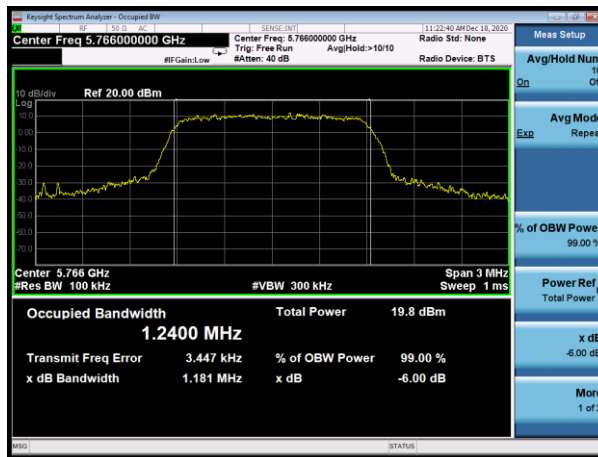 Keysight Spectrum Analyzer - Occupied BW
RF 50 Ω AC SENSE:INT 11:22:40 AM Dec 10, 2020
Center Freq 5.766000000 GHz Center Freq: 5.766000000 GHz Radio Std: None
Trig: Free Run Avg|Hold:>10/10
#IFGain:Low #Atten: 40 dB Radio Device: BTS
10 dB/div Ref 20.00 dBm
Log
10.0
0.00
-10.0
-20.0
-30.0
-40.0
-50.0
-60.0
-70.0
Center 5.766 GHz Span 3 MHz
#Res BW 100 kHz #VBW 300 kHz Sweep 1 ms
Occupied Bandwidth Total Power 19.8 dBm
1.2400 MHz
Transmit Freq Error 3.447 kHz % of OBW Power 99.00 %
x dB Bandwidth 1.181 MHz x dB -6.00 dB
MSG STATUS
Meas Setup
Avg/Hold Num
10
On Of
Avg Mode
Exp Repea
% of OBW Power
99.00 %
Power Ref
Total Power
x dB
-6.00 dB
More
1 of 2